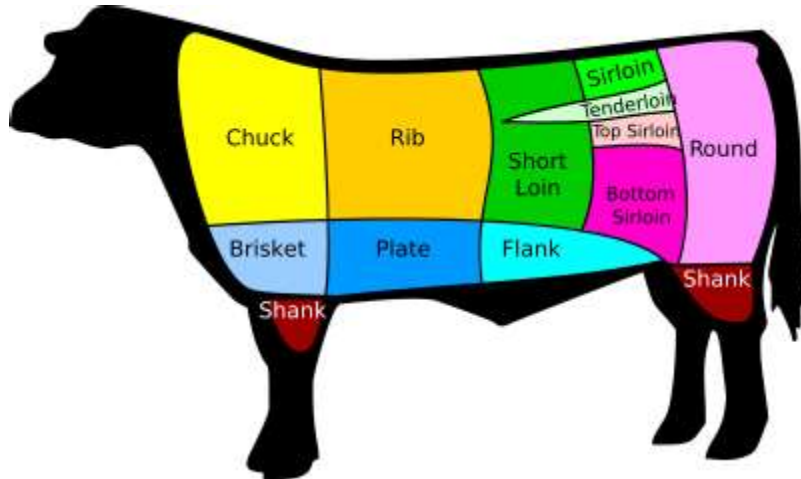 Chuck
Rib
Short
Loin
Sirloin
Tenderloin
Top Sirloin
Bottom
Sirloin
Round
Brisket
Plate
Flank
Shank
Shank